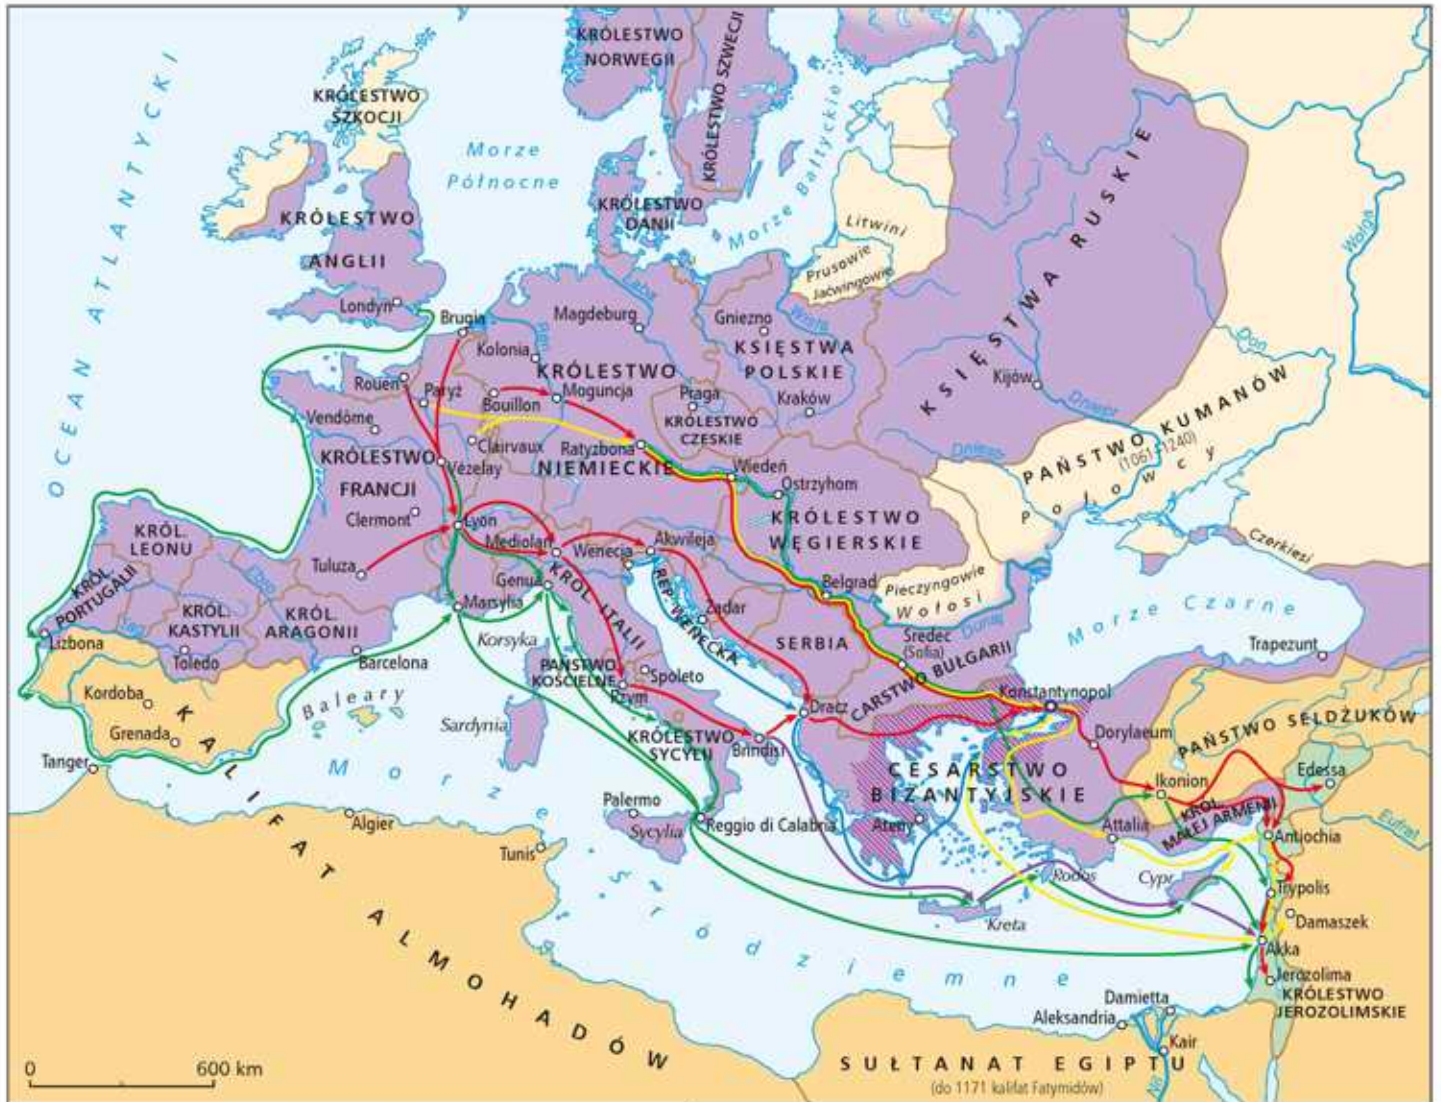 OCEAN ATLANTYCKI
KRÓLESTWO
NORWEGII
KRÓLESTWO SZWECJI
KRÓLESTWO
SZKOCJI
Morze
Północne
Morze Bałtyckie
KRÓLESTWO
DANII
KRÓLESTWO
ANGLII
Londyn
Litwini
Prusowie
Jaćwingowie
KSIĘSTWA RUSKIE
Wołga
Don
Brugia
Kolonia
Ren
Łaba
Magdeburg
Gniezno
Wisła
KSIĘSTWA
POLSKIE
Kraków
Kijów
Dniepr
Dniestr
Rouen
Paryż
Bouillon
KRÓLESTWO
Moguncja
Praga
KRÓLESTWO
CZESKIE
Vendôme
Clairvaux
Ratyzbona
NIEMIECKIE
Wiedeń
Ostrzyhom
KRÓLESTWO
FRANCJI
Vézelay
Clermont
Lyon
KRÓLESTWO
WĘGIERSKIE
PAŃSTWO KUMANÓW
(1061–1240)
Połowcy
Czerkiesi
KRÓL.
LEONU
KRÓL.
PORTUGALII
Ebro
Tag
KRÓL.
KASTYLII
KRÓL.
ARAGONII
Tuluza
Mediolan
Wenecja
Akwileja
Genua
Marsylia
KRÓL. ITALII
REP. WENECKA
Zadar
Belgrad
Pieczyngowie
Wołosi
Dunaj
SERBIA
Sredec
(Sofia)
CARSTWO BUŁGARII
Morze Czarne
Trapezunt
Lizbona
Toledo
Barcelona
Korsyka
PAŃSTWO
KOŚCIELNE
Spoleto
Rzym
Kordoba
Grenada
Baleary
Sardynia
KRÓLESTWO
SYCYLII
Brindisi
Dracz
Konstantynopol
Dorylaeum
PAŃSTWO SELDŻUKÓW
Tanger
KALIFAT ALMOHADÓW
Morze Śródziemne
Algier
Tunis
Palermo
Sycylia
Reggio di Calabria
CESARSTWO
BIZANTYJSKIE
Ateny
Ikonion
KRÓL.
MAŁEJ ARMENII
Edessa
Eufrat
Attalia
Antiochia
Rodos
Cypr
Kreta
Trypolis
Damaszek
Akka
Jerozolima
KRÓLESTWO
JEROZOLIMSKIE
Damietta
Aleksandria
Kair
Nil
SUŁTANAT EGIPTU
(do 1171 kalifat Fatymidów)
0 600 km